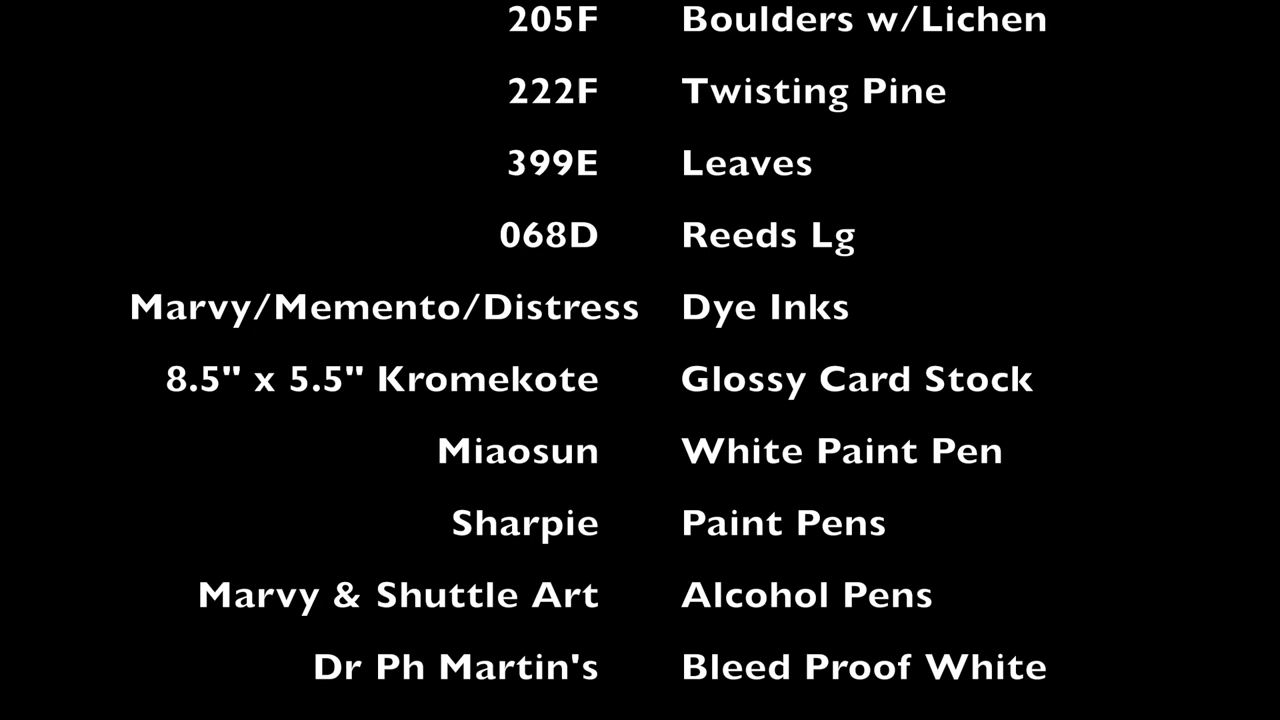 205F Boulders w/Lichen
222F Twisting Pine
399E Leaves
068D Reeds Lg
Marvy/Memento/Distress Dye Inks
8.5" x 5.5" Kromekote Glossy Card Stock
Miaosun White Paint Pen
Sharpie Paint Pens
Marvy & Shuttle Art Alcohol Pens
Dr Ph Martin's Bleed Proof White